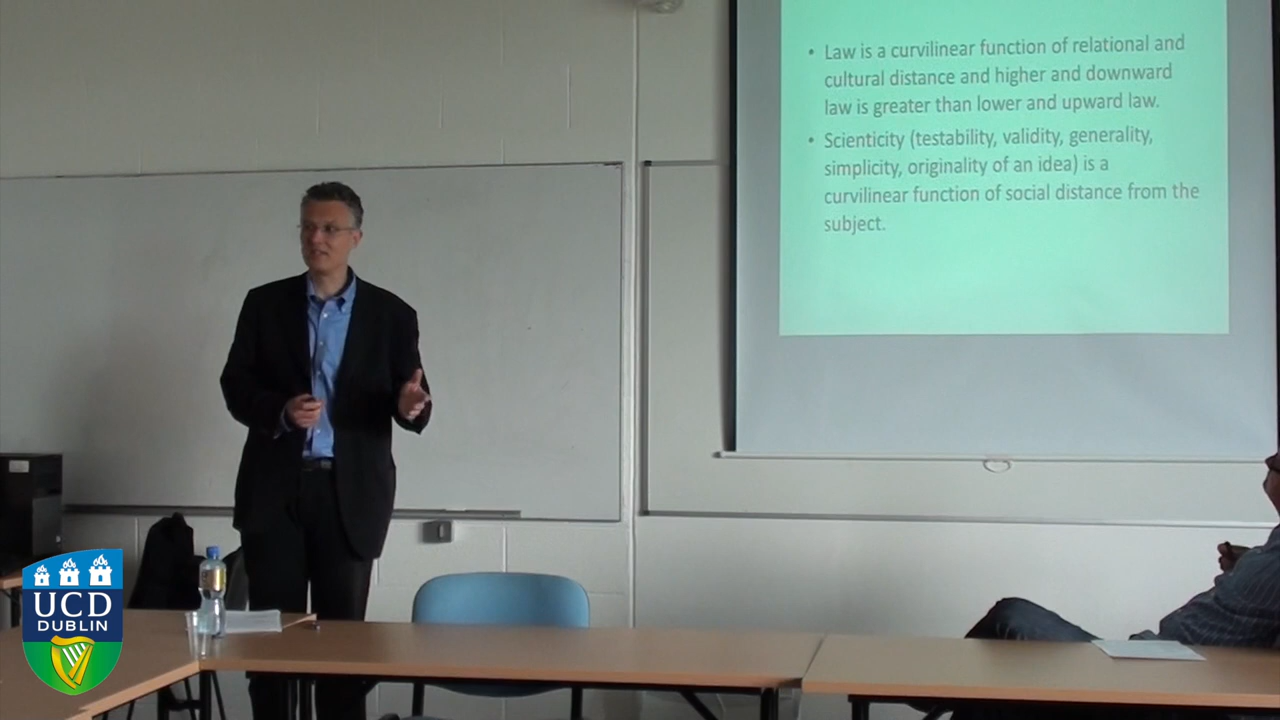 • Law is a curvilinear function of relational and
cultural distance and higher and downward
law is greater than lower and upward law.
• Scienticity (testability, validity, generality,
simplicity, originality of an idea) is a
curvilinear function of social distance from the
subject.
UCD
DUBLIN